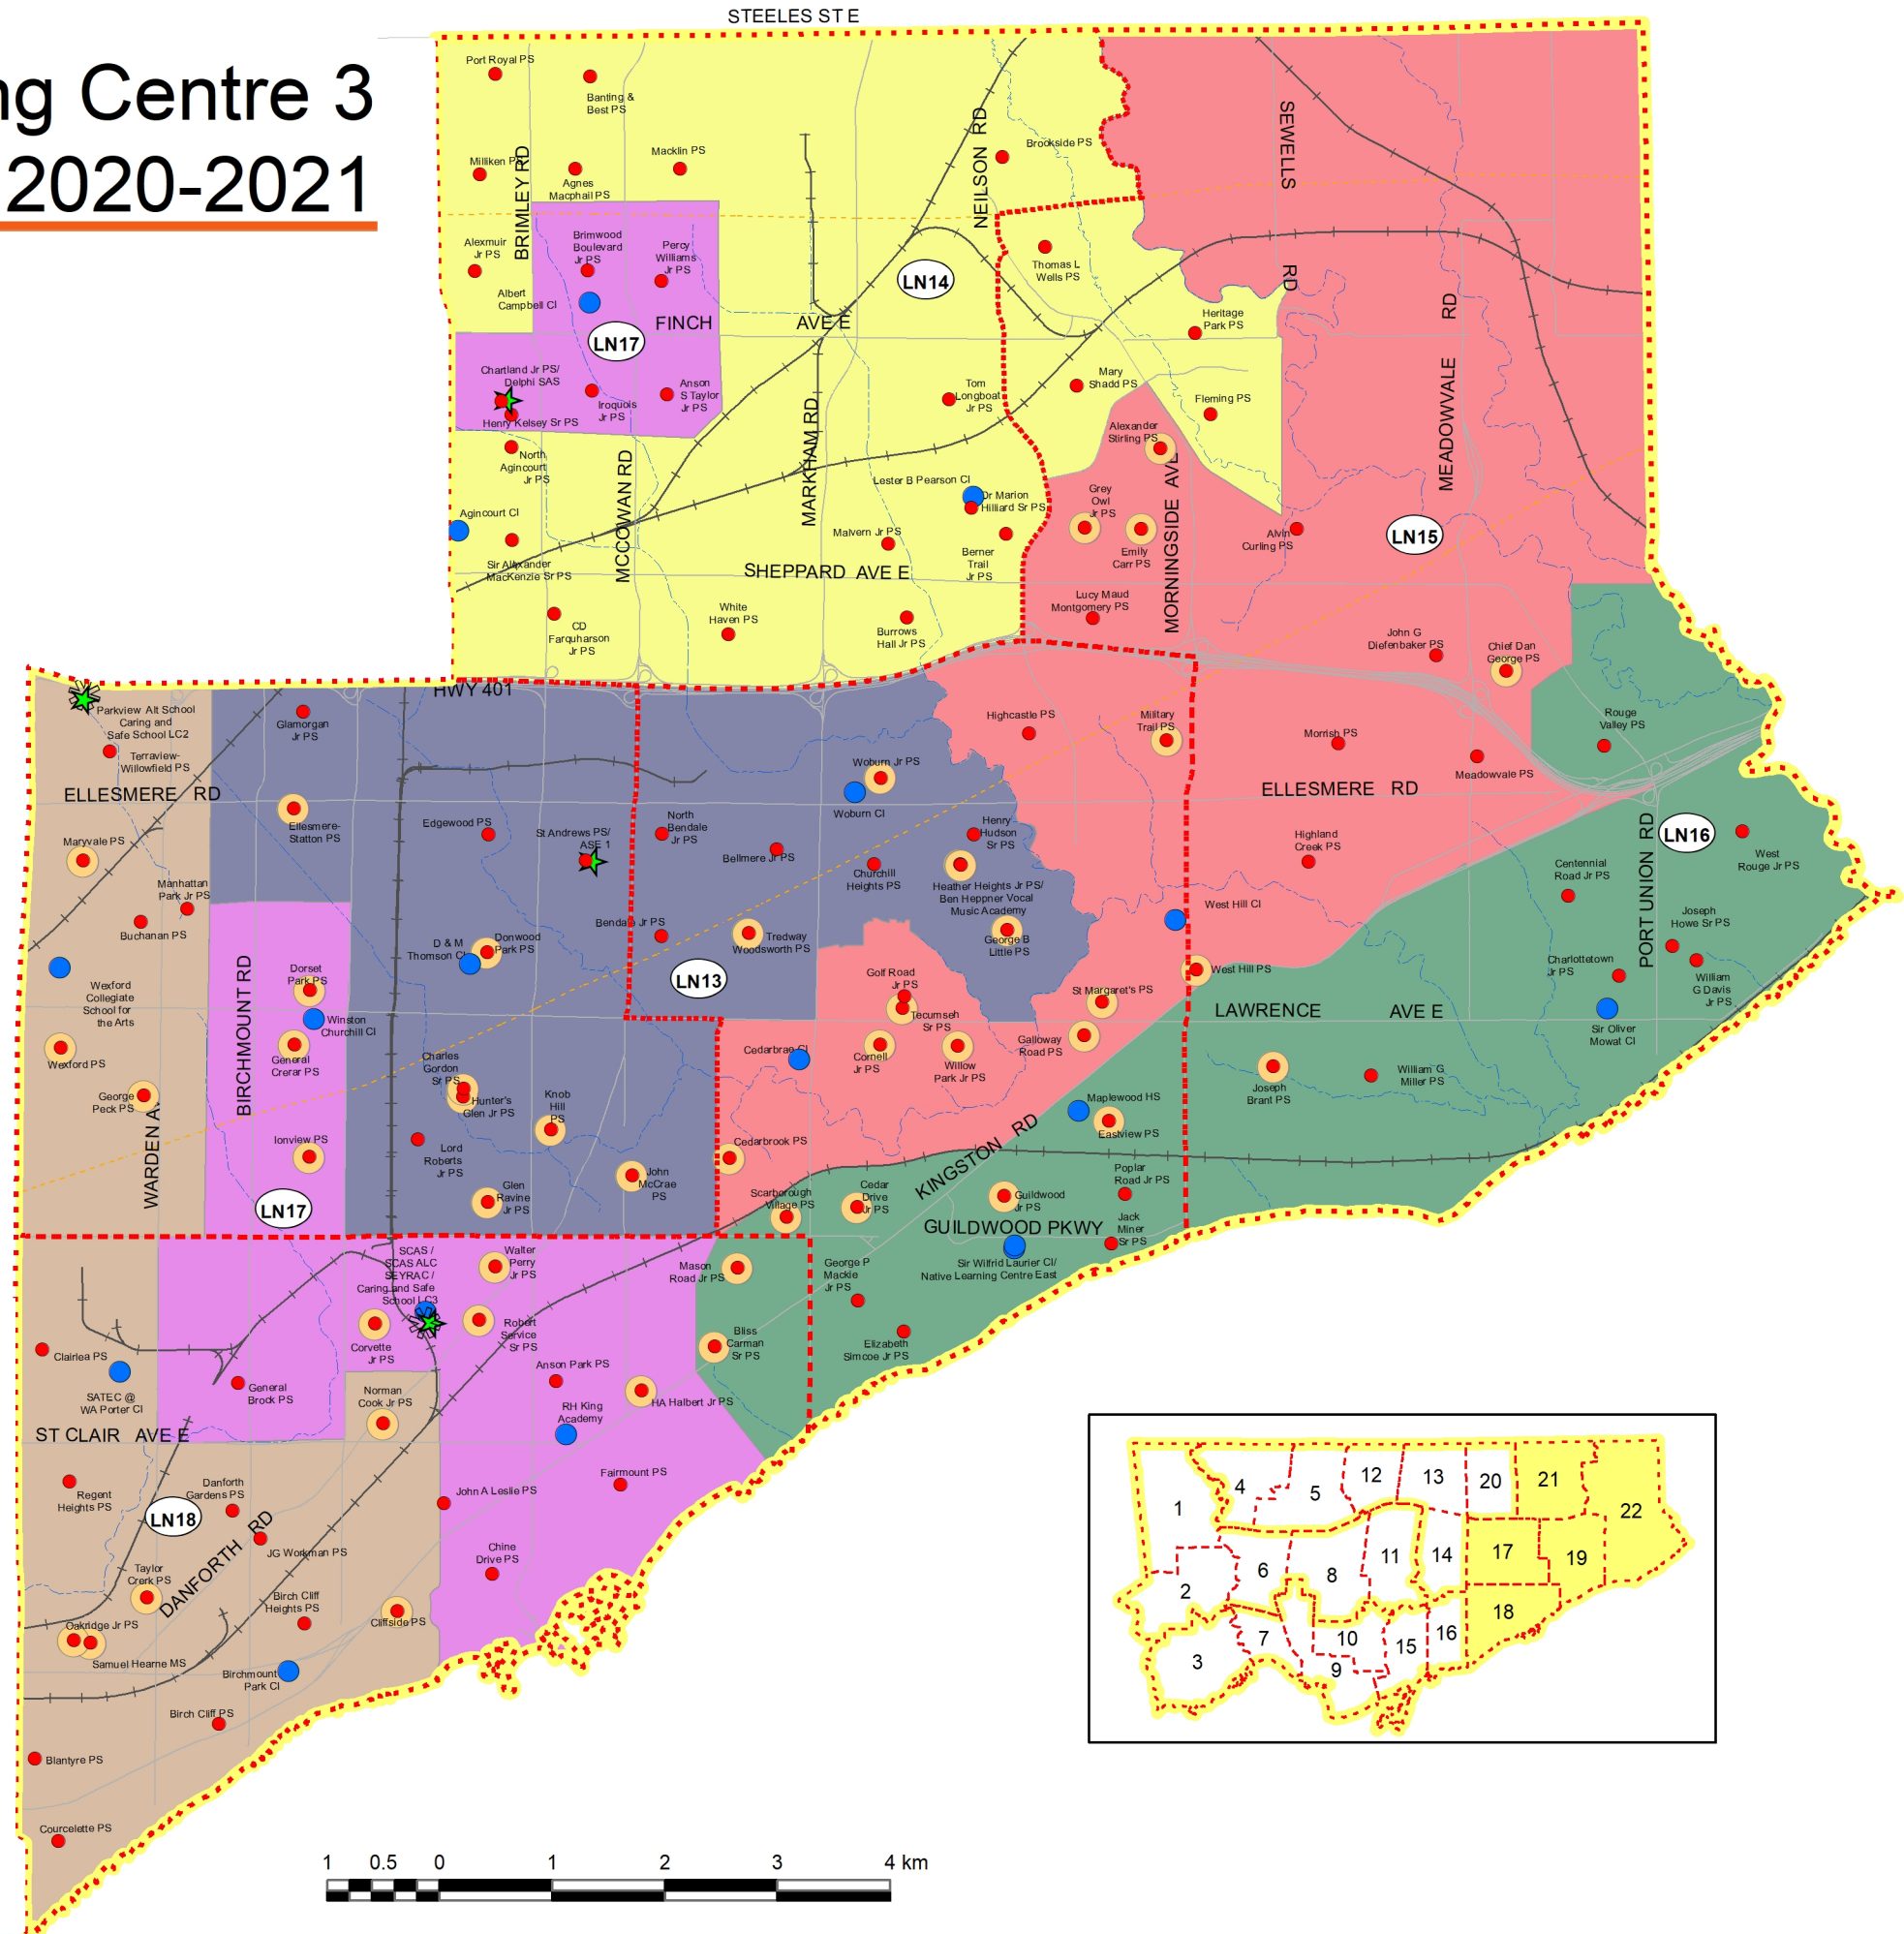 STEELES ST E
ng Centre 3
2020-2021
Port Royal PS
Banting &
Best PS
Milliken PS
BRIMLEY RD
Agnes
Macphail PS
Macklin PS
NEILSON RD
Brookside PS
SEWELLS
RD
Alexmuir
Jr PS
Brimwood
Boulevard
Jr PS
Percy
Williams
Jr PS
Albert
Campbell CI
LN14
Thomas L
Wells PS
FINCH
AVE E
LN17
Heritage
Park PS
MEADOWVALE
RD
Chartland Jr PS/
Delphi SAS
Henry Kelsey Sr PS
Iroquois
Jr PS
Anson
S Taylor
Jr PS
Tom
Longboat
Jr PS
Mary
Shadd PS
Fleming PS
MARKHAM RD
Alexander
Stirling PS
North
Agincourt
Jr PS
MCCOWAN RD
Lester B Pearson CI
Dr Marion
Hilliard Sr PS
Grey
Owl
Jr PS
MORNINGSIDE AVE
Agincourt CI
Malvern Jr PS
Berner
Trail
Jr PS
Emily
Carr PS
Alvin
Curling PS
LN15
Sir Alexander
MacKenzie Sr PS
SHEPPARD AVE E
CD
Farquharson
Jr PS
White
Haven PS
Burrows
Hall Jr PS
Lucy Maud
Montgomery PS
John G
Diefenbaker PS
Chief Dan
George PS
HWY 401
Parkview Alt School
Caring and
Safe School LC2
Terraview-
Willowfield PS
Glamorgan
Jr PS
Highcastle PS
Military
Trail PS
Morrish PS
Meadowvale PS
Rouge
Valley PS
ELLESMERE RD
Ellesmere-
Statton PS
Woburn Jr PS
Woburn CI
ELLESMERE RD
Maryvale PS
Edgewood PS
St Andrews PS/
ASE 1
North
Bendale
Jr PS
Bellmere Jr PS
Churchill
Heights PS
Henry
Hudson
Sr PS
Heather Heights Jr PS/
Ben Heppner Vocal
Music Academy
Highland
Creek PS
PORT UNION RD
LN16
West
Rouge Jr PS
Centennial
Road Jr PS
Manhattan
Park Jr PS
Buchanan PS
BIRCHMOUNT RD
D & M
Thomson CI
Donwood
Park PS
Bendale Jr PS
Tredway
Woodsworth PS
George B
Little PS
West Hill CI
Joseph
Howe Sr PS
Wexford
Collegiate
School for
the Arts
Dorset
Park PS
LN13
Golf Road
Jr PS
Tecumseh
Sr PS
St Margaret's PS
West Hill PS
Charlottetown
Jr PS
William
G Davis
Jr PS
Winston
Churchill CI
LAWRENCE
AVE E
Sir Oliver
Mowat CI
Wexford PS
General
Crerar PS
Charles
Gordon
Sr PS
Cedarbrae CI
Cornell
Jr PS
Willow
Park Jr PS
Galloway
Road PS
George
Peck PS
WARDEN AV
Hunter's
Glen Jr PS
Knob
Hill
PS
Joseph
Brant PS
William G
Miller PS
Maplewood HS
Eastview PS
Ionview PS
Lord
Roberts
Jr PS
Cedarbrook PS
KINGSTON RD
John
McCrae
PS
Glen
Ravine
Jr PS
LN17
Scarborough
Village PS
Cedar
Drive
Jr PS
Guildwood
Jr PS
Poplar
Road Jr PS
GUILDWOOD PKWY
Jack
Miner
Sr PS
SCAS /
SCAS ALC
SEYRAC /
Caring and Safe
School LC3
Walter
Perry
Jr PS
Mason
Road Jr PS
George P
Mackie
Jr PS
Sir Wilfrid Laurier CI/
Native Learning Centre East
Corvette
Jr PS
Robert
Service
Sr PS
Bliss
Carman
Sr PS
Elizabeth
Simcoe Jr PS
Clairlea PS
SATEC @
WA Porter CI
General
Brock PS
Norman
Cook Jr PS
Anson Park PS
HA Halbert Jr PS
RH King
Academy
ST CLAIR AVE E
Regent
Heights PS
Danforth
Gardens PS
John A Leslie PS
Fairmount PS
LN18
DANFORTH RD
JG Workman PS
Taylor
Creek PS
Chine
Drive PS
Birch Cliff
Heights PS
Cliffside PS
Oakridge Jr PS
Samuel Hearne MS
Birchmount
Park CI
Birch Cliff PS
Blantyre PS
Courcelette PS
1
2
3
4
5
6
7
8
9
10
11
12
13
14
15
16
17
18
19
20
21
22
1 0.5 0 1 2 3 4 km